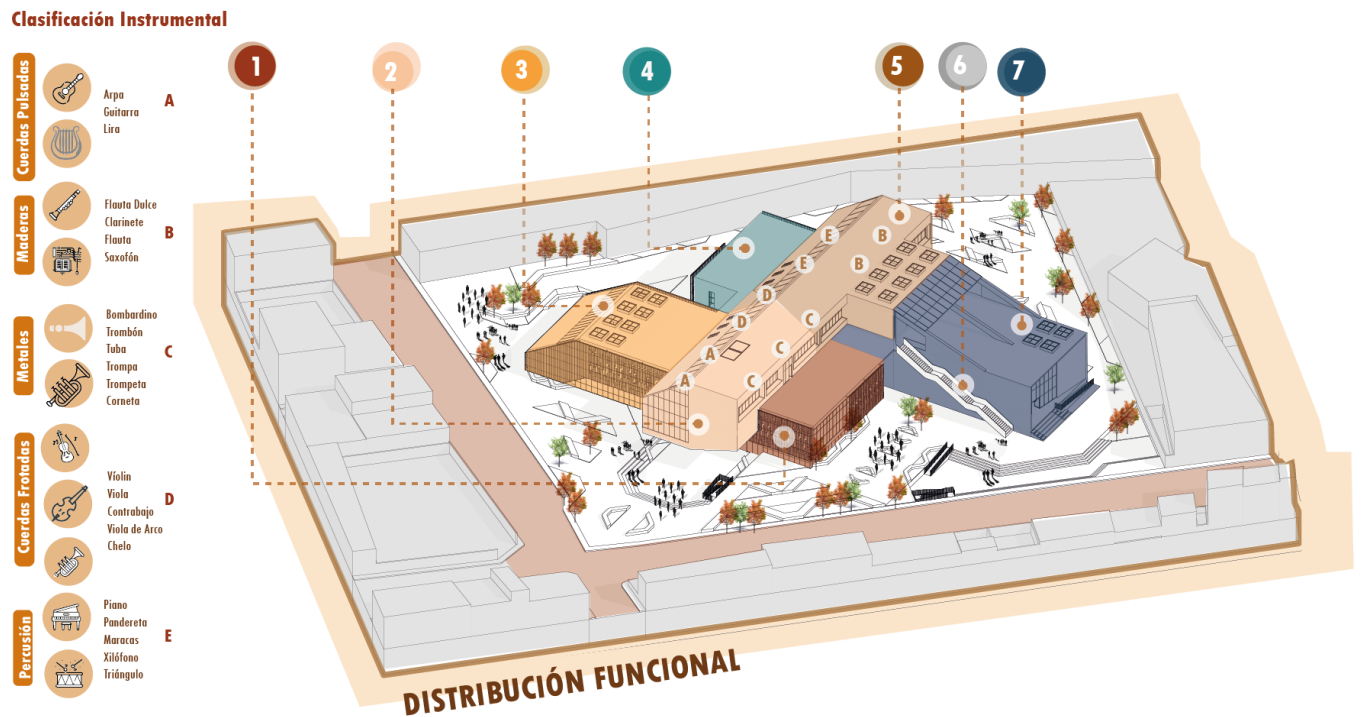 Clasificación Instrumental
1
2
3
4
5
6
7
Cuerdas Pulsadas
Arpa
Guitarra
Lira
A
Maderas
Flauta Dulce
Clarinete
Flauta
Saxofón
B
Metales
Bombardino
Trombón
Tuba
Trompa
Trompeta
Corneta
C
Cuerdas Frotadas
Víolin
Viola
Contrabajo
Viola de Arco
Chelo
D
Percusión
Piano
Pandereta
Maracas
Xilófono
Triángulo
E
E
B
E
B
D
D
C
A
C
A
C
DISTRIBUCIÓN FUNCIONAL